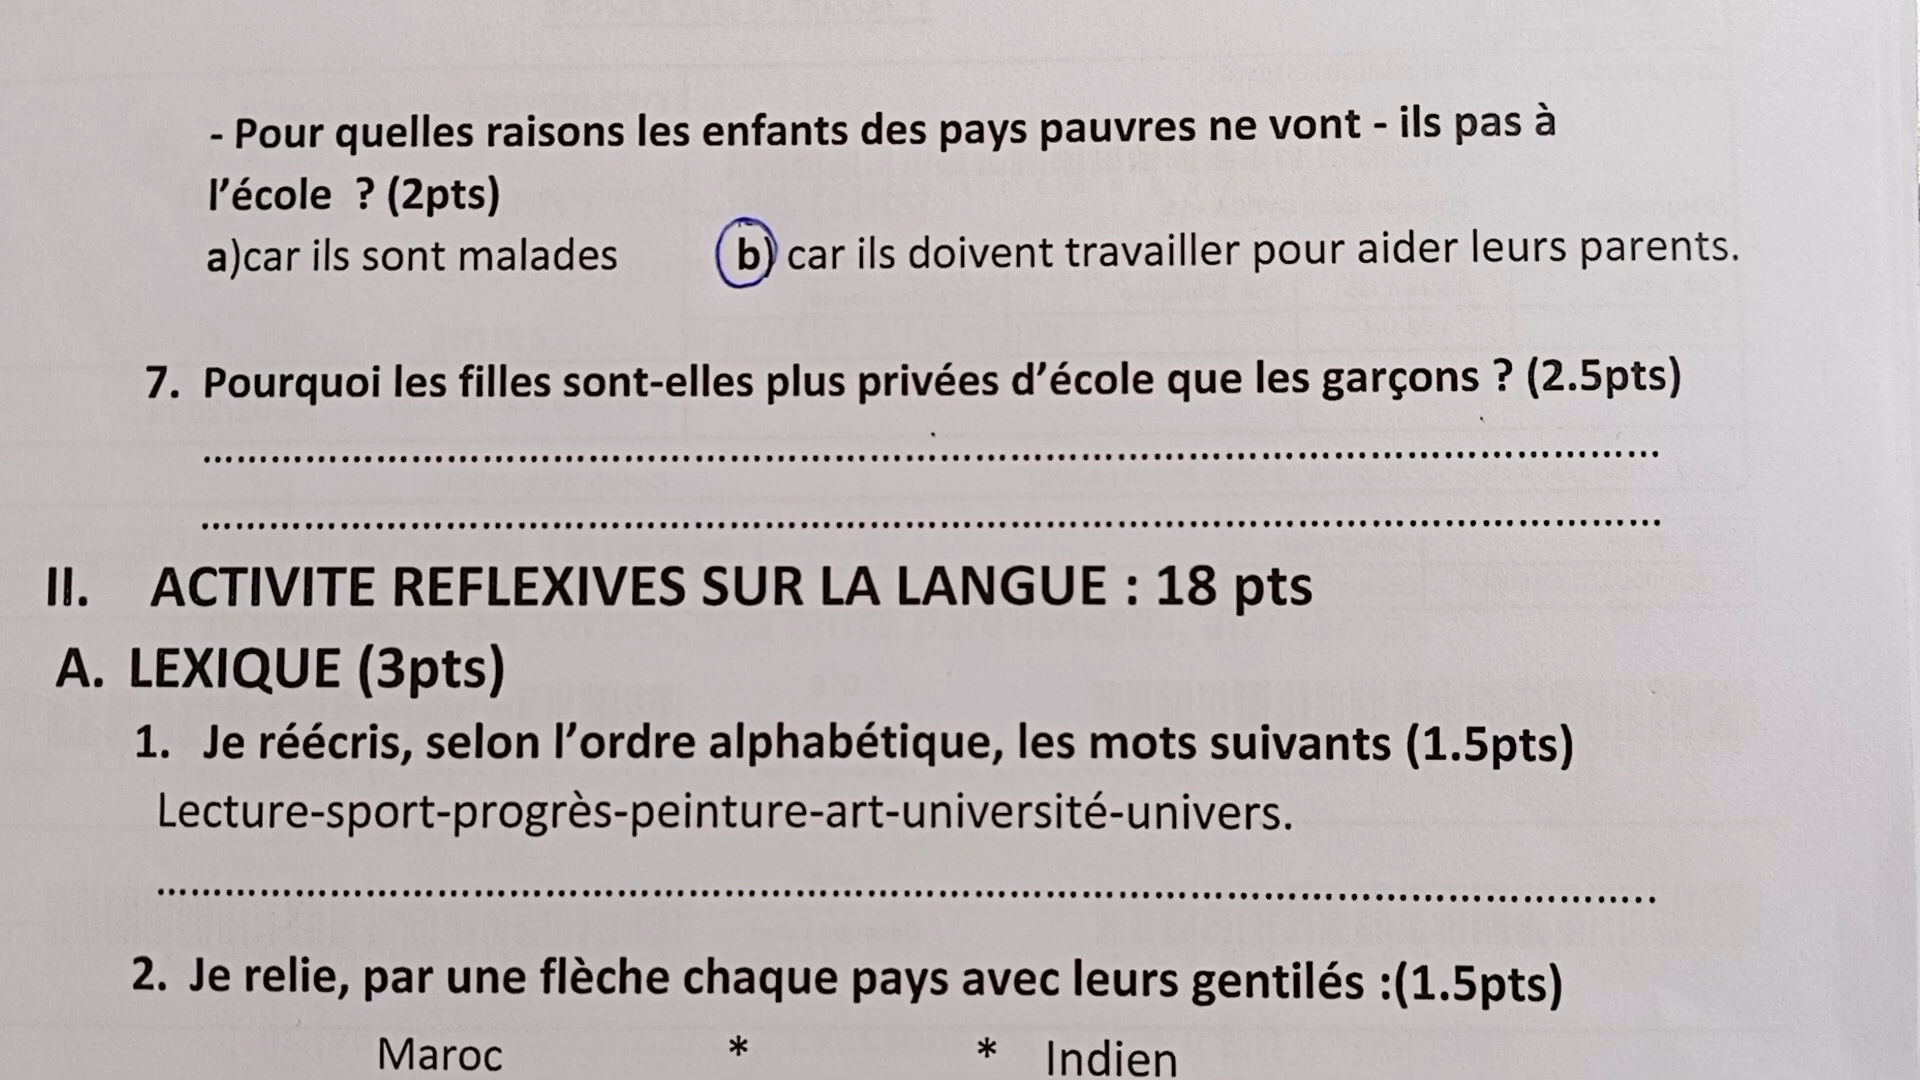 - Pour quelles raisons les enfants des pays pauvres ne vont - ils pas à
l'école ? (2pts)
a)car ils sont malades b) car ils doivent travailler pour aider leurs parents.
7. Pourquoi les filles sont-elles plus privées d'école que les garçons ? (2.5pts)
II. ACTIVITE REFLEXIVES SUR LA LANGUE : 18 pts
A. LEXIQUE (3pts)
1. Je réécris, selon l'ordre alphabétique, les mots suivants (1.5pts)
Lecture-sport-progrès-peinture-art-université-univers.
2. Je relie, par une flèche chaque pays avec leurs gentilés :(1.5pts)
Maroc * * Indien